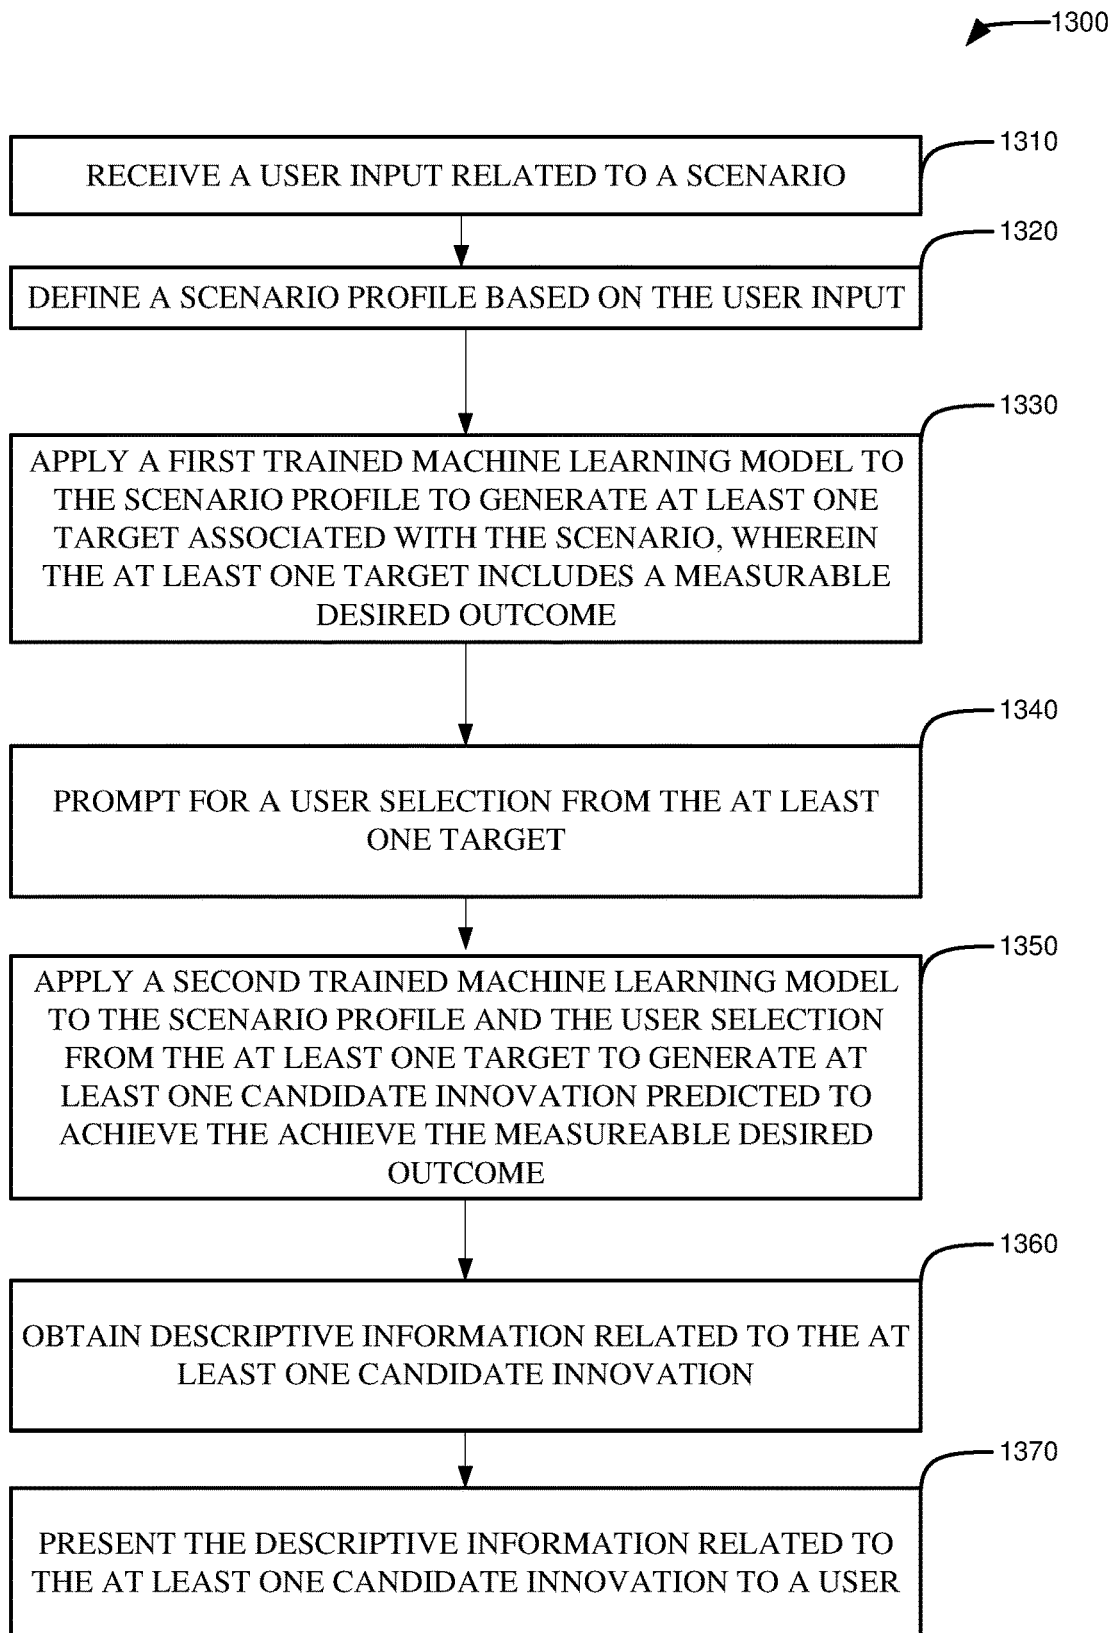 1300
1310
RECEIVE A USER INPUT RELATED TO A SCENARIO
1320
DEFINE A SCENARIO PROFILE BASED ON THE USER INPUT
1330
APPLY A FIRST TRAINED MACHINE LEARNING MODEL TO
THE SCENARIO PROFILE TO GENERATE AT LEAST ONE
TARGET ASSOCIATED WITH THE SCENARIO, WHEREIN
THE AT LEAST ONE TARGET INCLUDES A MEASURABLE
DESIRED OUTCOME
1340
PROMPT FOR A USER SELECTION FROM THE AT LEAST
ONE TARGET
1350
APPLY A SECOND TRAINED MACHINE LEARNING MODEL
TO THE SCENARIO PROFILE AND THE USER SELECTION
FROM THE AT LEAST ONE TARGET TO GENERATE AT
LEAST ONE CANDIDATE INNOVATION PREDICTED TO
ACHIEVE THE ACHIEVE THE MEASUREABLE DESIRED
OUTCOME
1360
OBTAIN DESCRIPTIVE INFORMATION RELATED TO THE AT
LEAST ONE CANDIDATE INNOVATION
1370
PRESENT THE DESCRIPTIVE INFORMATION RELATED TO
THE AT LEAST ONE CANDIDATE INNOVATION TO A USER